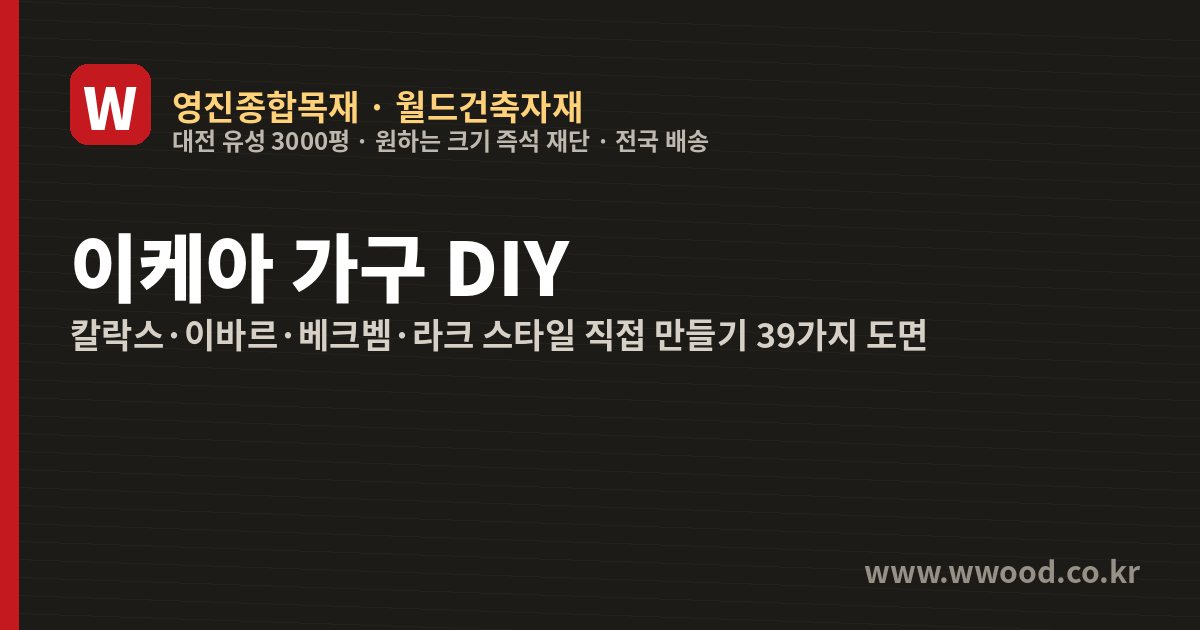 W
영진종합목재 · 월드건축자재
대전 유성 3000평 · 원하는 크기 즉석 재단 · 전국 배송
이케아 가구 DIY
칼락스·이바르·베크벰·라크 스타일 직접 만들기 39가지 도면
www.wwood.co.kr